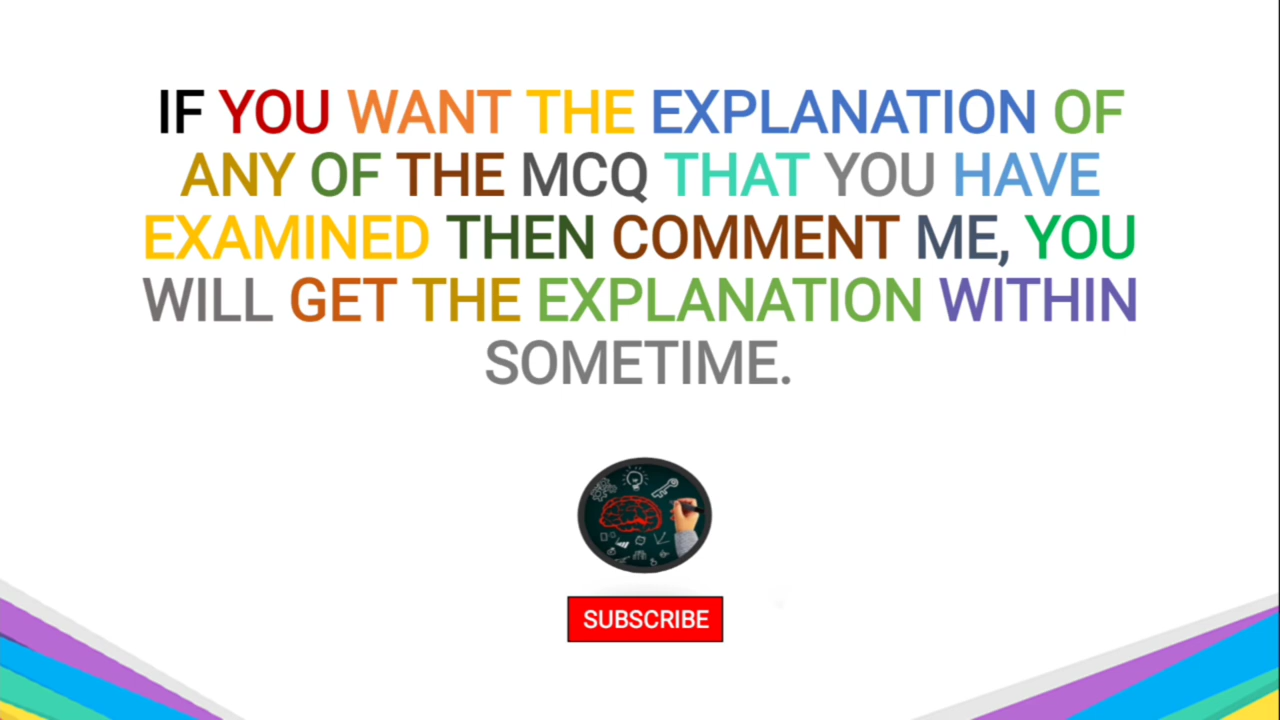 IF YOU WANT THE EXPLANATION OF
ANY OF THE MCQ THAT YOU HAVE
EXAMINED THEN COMMENT ME, YOU
WILL GET THE EXPLANATION WITHIN
SOMETIME.
SUBSCRIBE